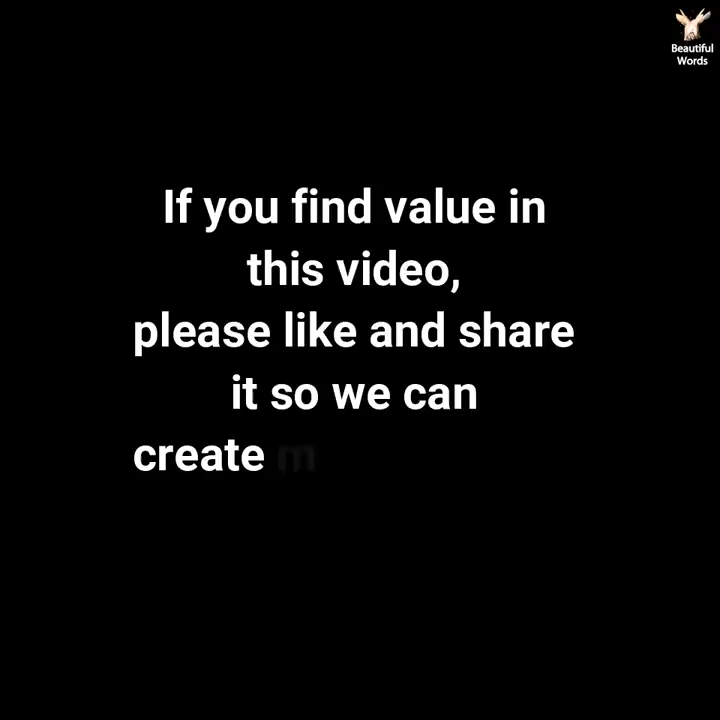 Beautiful
Words
If you find value in
this video,
please like and share
it so we can
create m